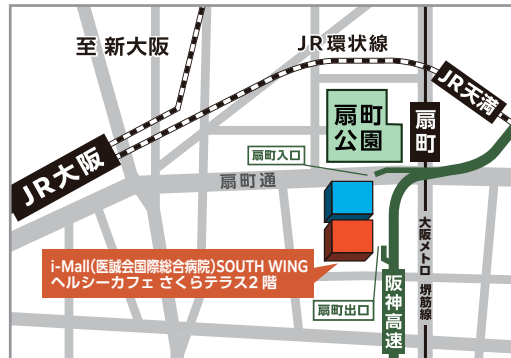 至 新大阪
JR環状線
JR天満
JR大阪
扇町
公園
扇町
扇町入口
扇町通
i-Mall(医誠会国際総合病院)SOUTH WING
ヘルシーカフェ さくらテラス2 階
扇町出口
阪神高速
大阪メトロ 堺筋線